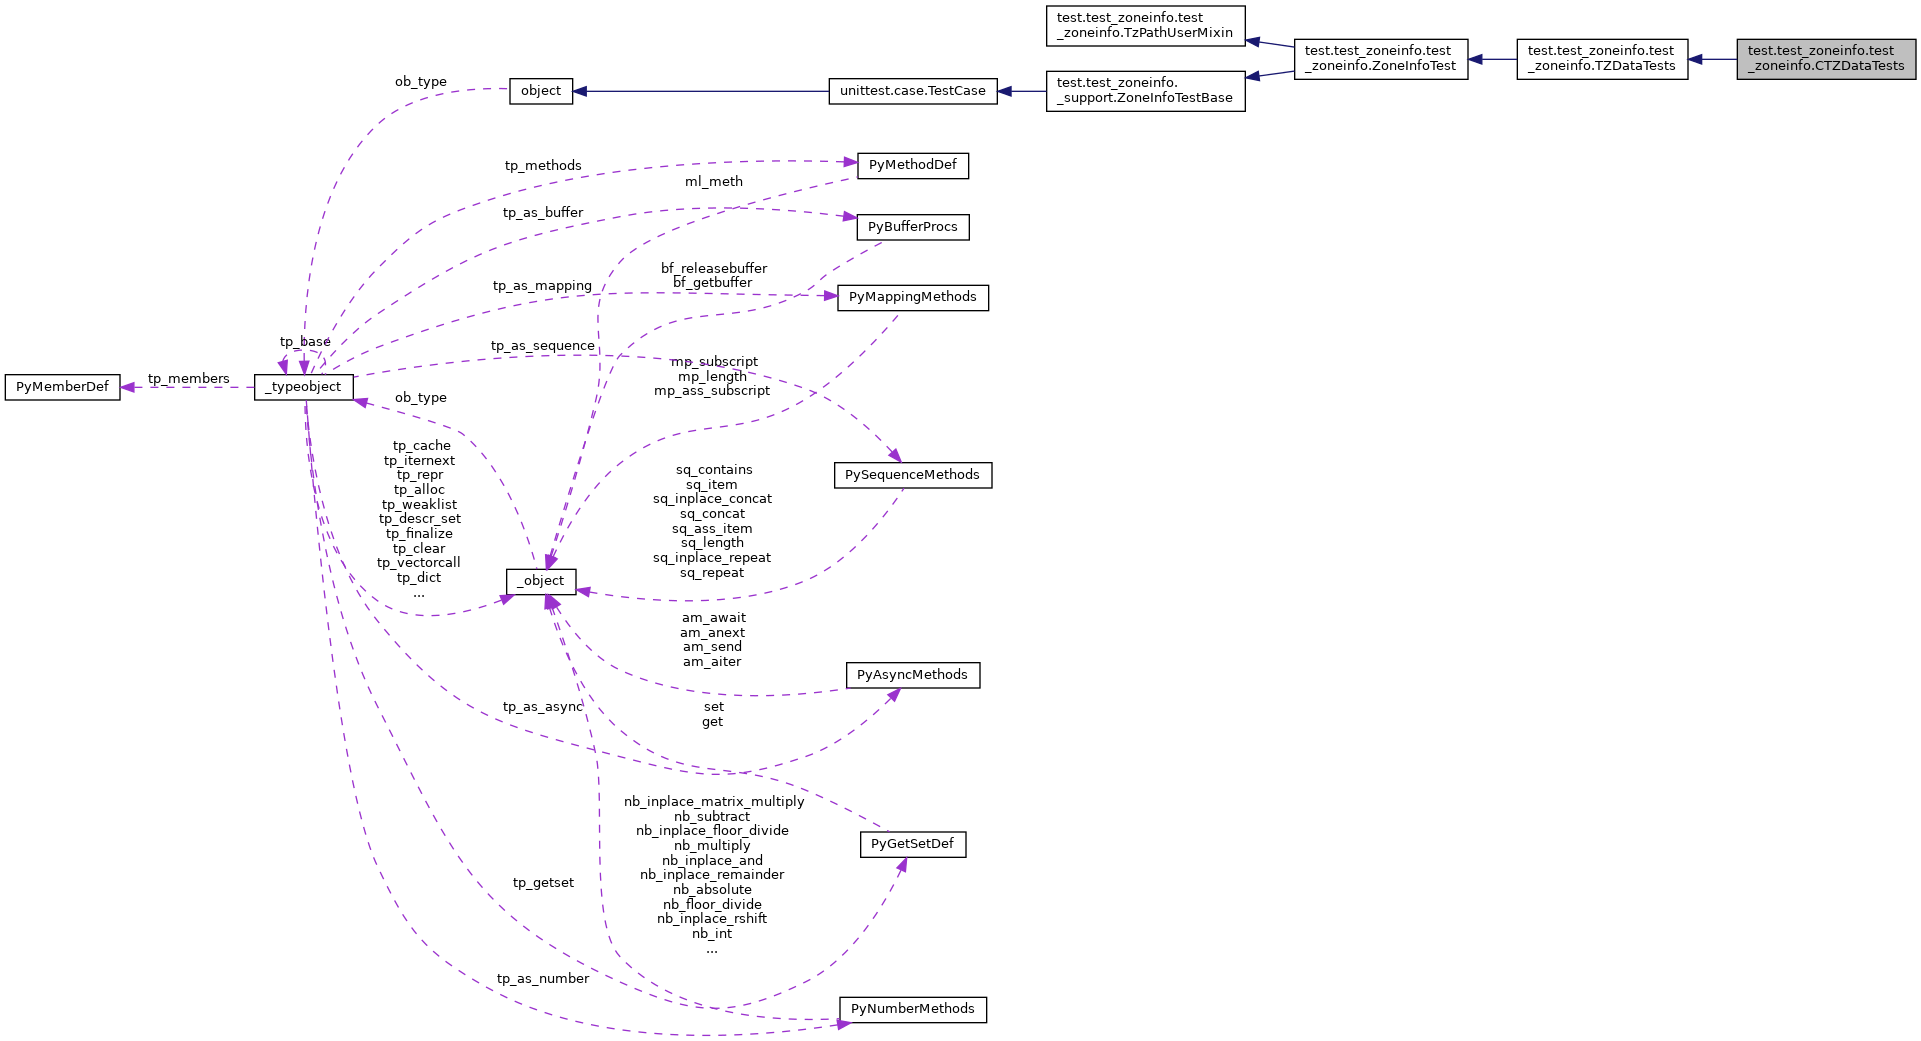 test.test_zoneinfo.test
_zoneinfo.TzPathUserMixin
test.test_zoneinfo.test
_zoneinfo.ZoneInfoTest
test.test_zoneinfo.test
_zoneinfo.TZDataTests
test.test_zoneinfo.test
_zoneinfo.CTZDataTests
ob_type
object
unittest.case.TestCase
test.test_zoneinfo.
_support.ZoneInfoTestBase
tp_methods
PyMethodDef
ml_meth
tp_as_buffer
PyBufferProcs
bf_releasebuffer
bf_getbuffer
tp_as_mapping
PyMappingMethods
tp_base
tp_as_sequence
mp_subscript
mp_length
mp_ass_subscript
PyMemberDef
tp_members
_typeobject
ob_type
tp_cache
tp_iternext
tp_repr
tp_alloc
tp_weaklist
tp_descr_set
tp_finalize
tp_clear
tp_vectorcall
tp_dict
...
sq_contains
sq_item
sq_inplace_concat
sq_concat
sq_ass_item
sq_length
sq_inplace_repeat
sq_repeat
PySequenceMethods
_object
am_await
am_anext
am_send
am_aiter
PyAsyncMethods
tp_as_async
set
get
nb_inplace_matrix_multiply
nb_subtract
nb_inplace_floor_divide
nb_multiply
nb_inplace_and
nb_inplace_remainder
nb_absolute
nb_floor_divide
nb_inplace_rshift
nb_int
...
PyGetSetDef
tp_getset
tp_as_number
PyNumberMethods